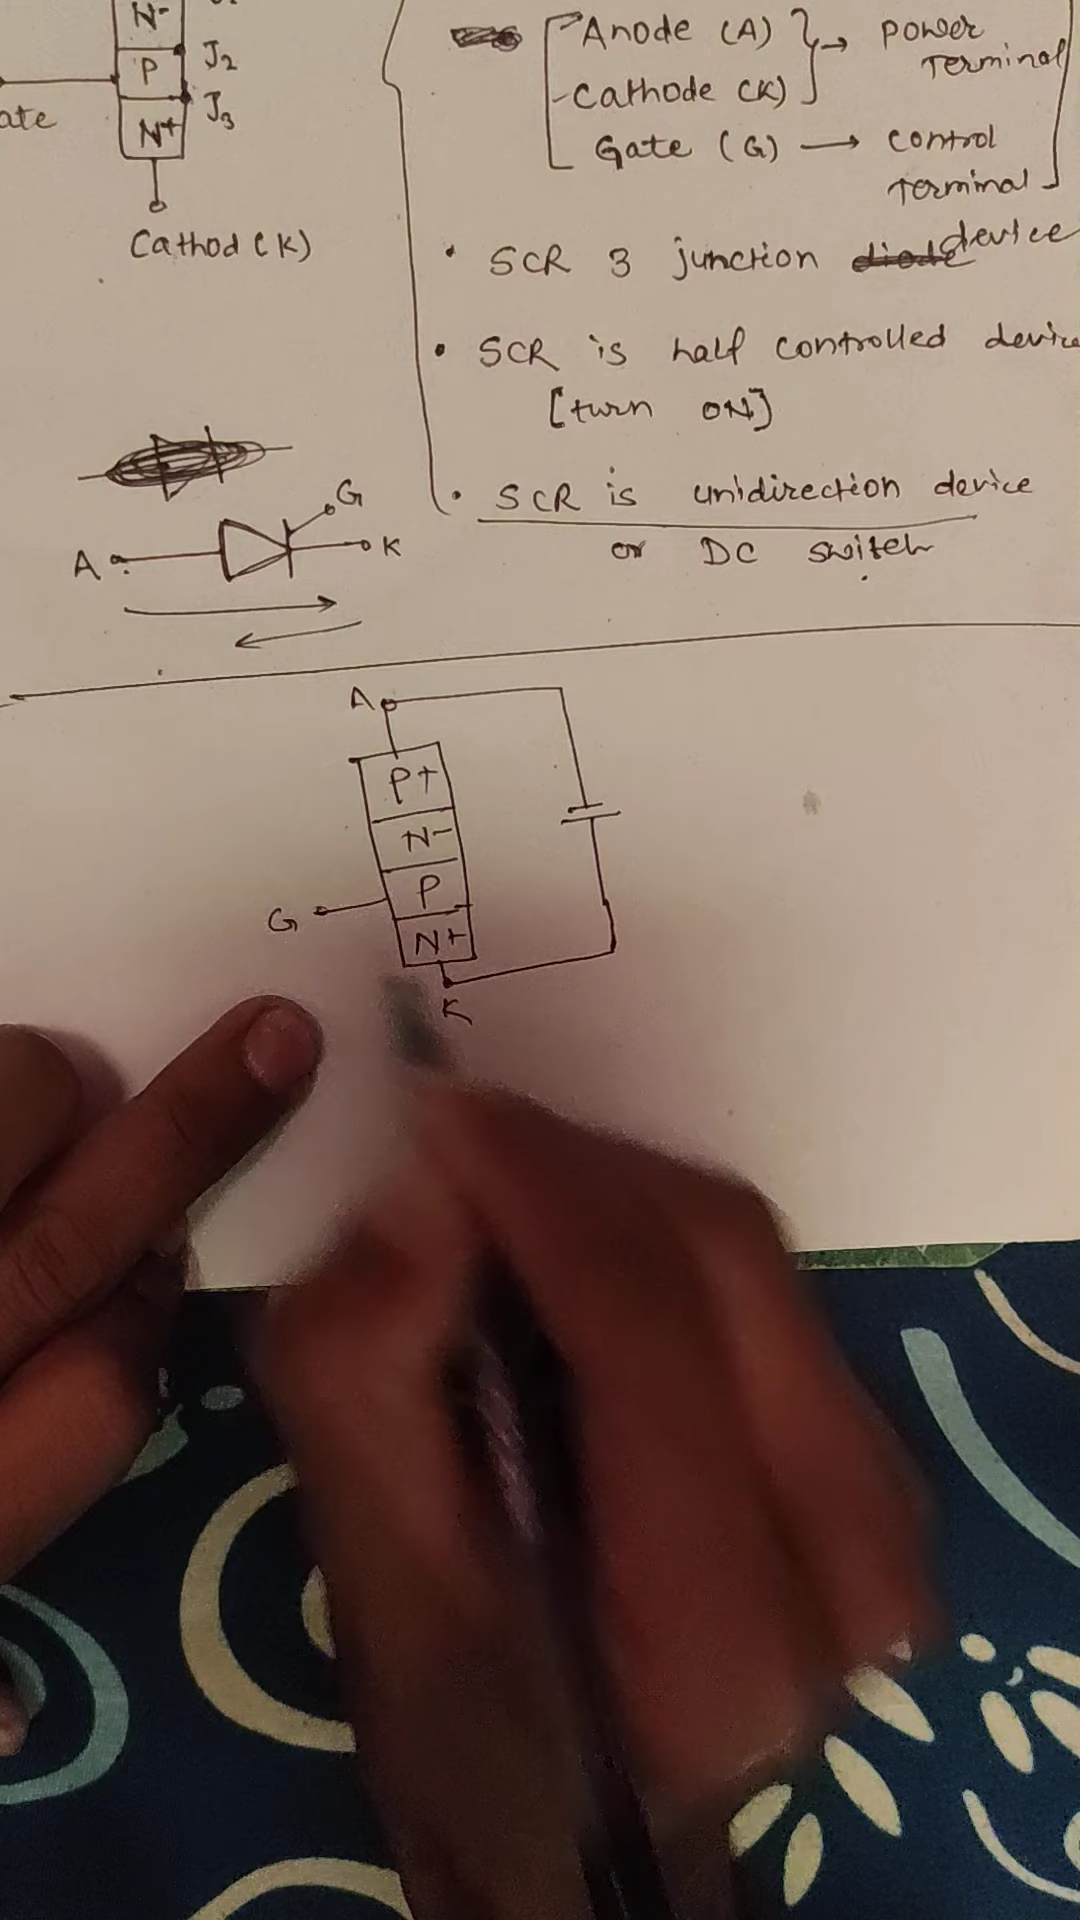 N-
P
J2
ate
J3
N+
Cathod (K)
Anode (A)
Cathode (K)
→ power
terminal
Gate (G) → control
terminal
• SCR 3 junction device
• SCR is half controlled device
[turn ON]
• SCR is unidirection device
or DC switch
G
A
K
A
P+
N-
P
G
N+
K